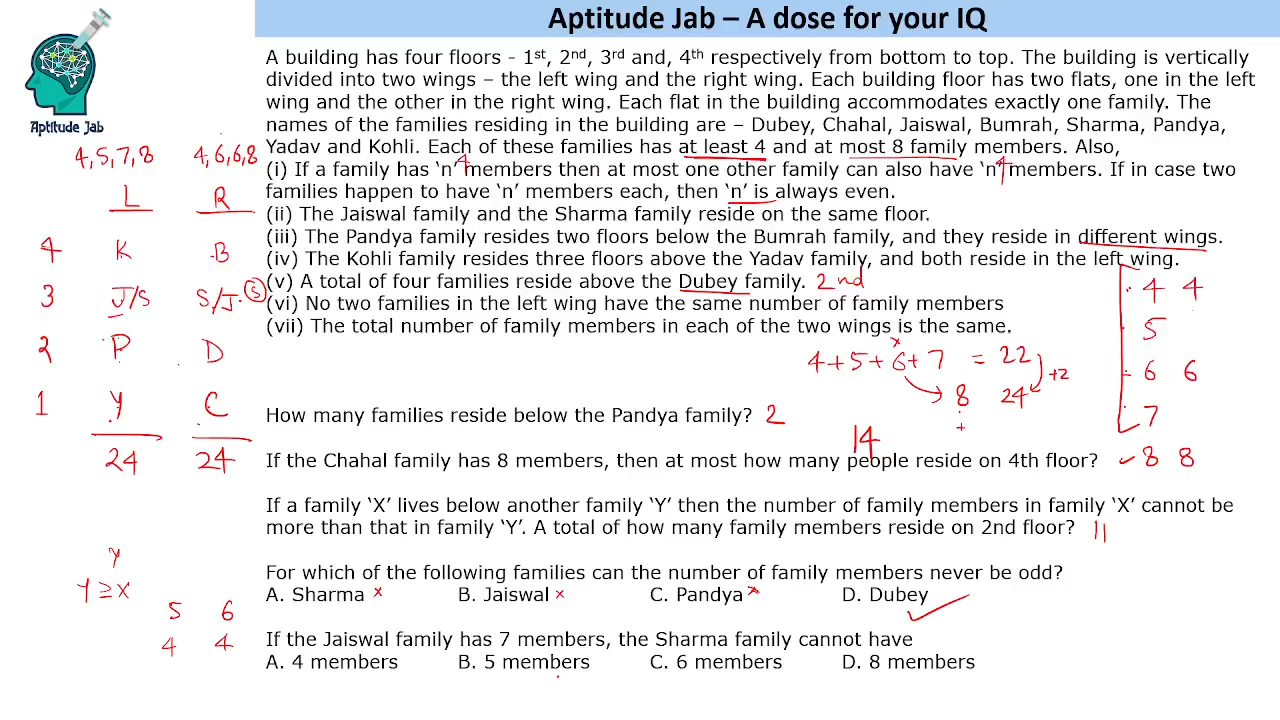 Aptitude Jab – A dose for your IQ
Aptitude Jab
A building has four floors - 1st, 2nd, 3rd and, 4th respectively from bottom to top. The building is vertically
divided into two wings – the left wing and the right wing. Each building floor has two flats, one in the left
wing and the other in the right wing. Each flat in the building accommodates exactly one family. The
names of the families residing in the building are – Dubey, Chahal, Jaiswal, Bumrah, Sharma, Pandya,
Yadav and Kohli. Each of these families has at least 4 and at most 8 family members. Also,
(i) If a family has ‘n’ members then at most one other family can also have ‘n’ members. If in case two
4 4
families happen to have ‘n’ members each, then ‘n’ is always even.
(ii) The Jaiswal family and the Sharma family reside on the same floor.
(iii) The Pandya family resides two floors below the Bumrah family, and they reside in different wings.
(iv) The Kohli family resides three floors above the Yadav family, and both reside in the left wing.
(v) A total of four families reside above the Dubey family. 2nd
(vi) No two families in the left wing have the same number of family members
(vii) The total number of family members in each of the two wings is the same.
4,5,7,8 4,6,6,8
L R
4 K B
3 J/S S/J S
2 P D
1 Y C
24 24
4 4
5
6 6
7
8 8
4+5+6+7 = 22
x
8 24 +2
+
How many families reside below the Pandya family? 2
14
If the Chahal family has 8 members, then at most how many people reside on 4th floor?
If a family ‘X’ lives below another family ‘Y’ then the number of family members in family ‘X’ cannot be
more than that in family ‘Y’. A total of how many family members reside on 2nd floor? 11
Y
Y ≥ X
5 6
4 4
For which of the following families can the number of family members never be odd?
A. Sharma x B. Jaiswal x C. Pandya x D. Dubey
If the Jaiswal family has 7 members, the Sharma family cannot have
A. 4 members B. 5 members C. 6 members D. 8 members